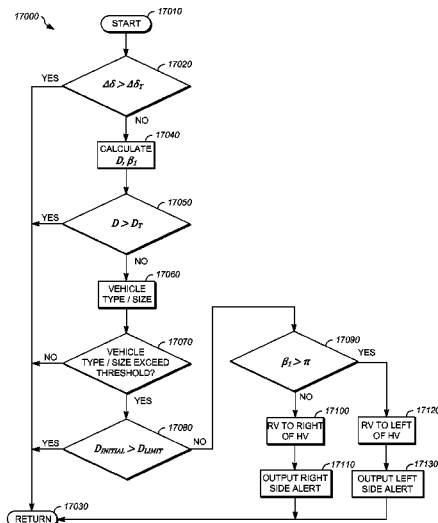 17000
17010
START
17020
YES
Δδ > Δδ_T
NO
17040
CALCULATE
D, β₁
17050
YES
D > D_T
NO
17060
VEHICLE
TYPE / SIZE
17070
NO
VEHICLE
TYPE / SIZE EXCEED
THRESHOLD?
YES
17080
YES
D_INITIAL > D_LIMIT
NO
17090
β₁ > π
YES
NO
17100
RV TO RIGHT
OF HV
17120
RV TO LEFT
OF HV
17110
OUTPUT RIGHT
SIDE ALERT
17130
OUTPUT LEFT
SIDE ALERT
17030
RETURN